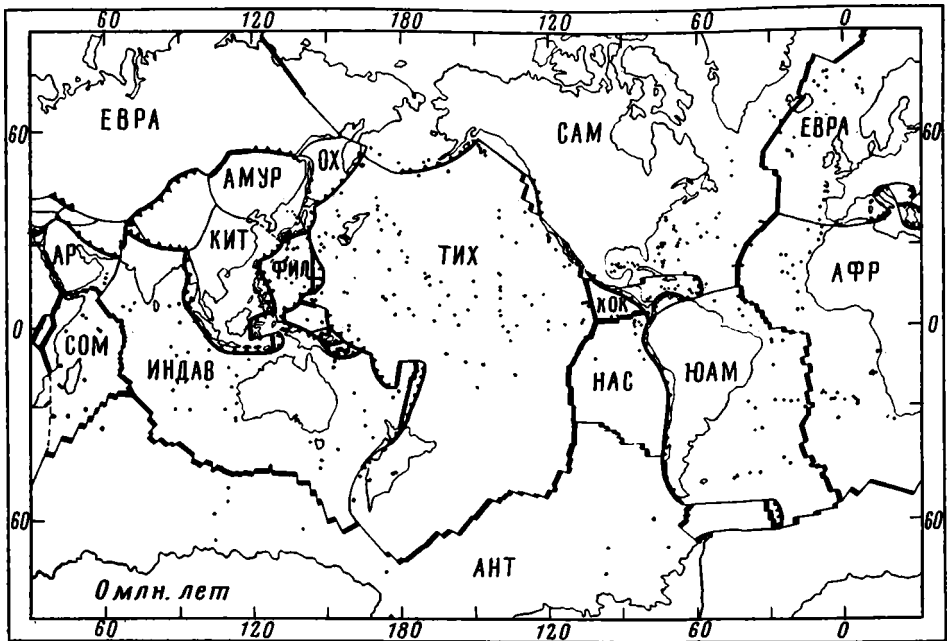 60 120 180 120 60 0
ЕВРА САМ ЕВРА
60 60
ОХ
АМУР
КИТ
АР ФИЛ ТИХ АФР
КОК
0 0
СОМ
ИНДАВ НАС ЮАМ
60 60
АНТ
0 млн. лет
60 120 180 120 60 0